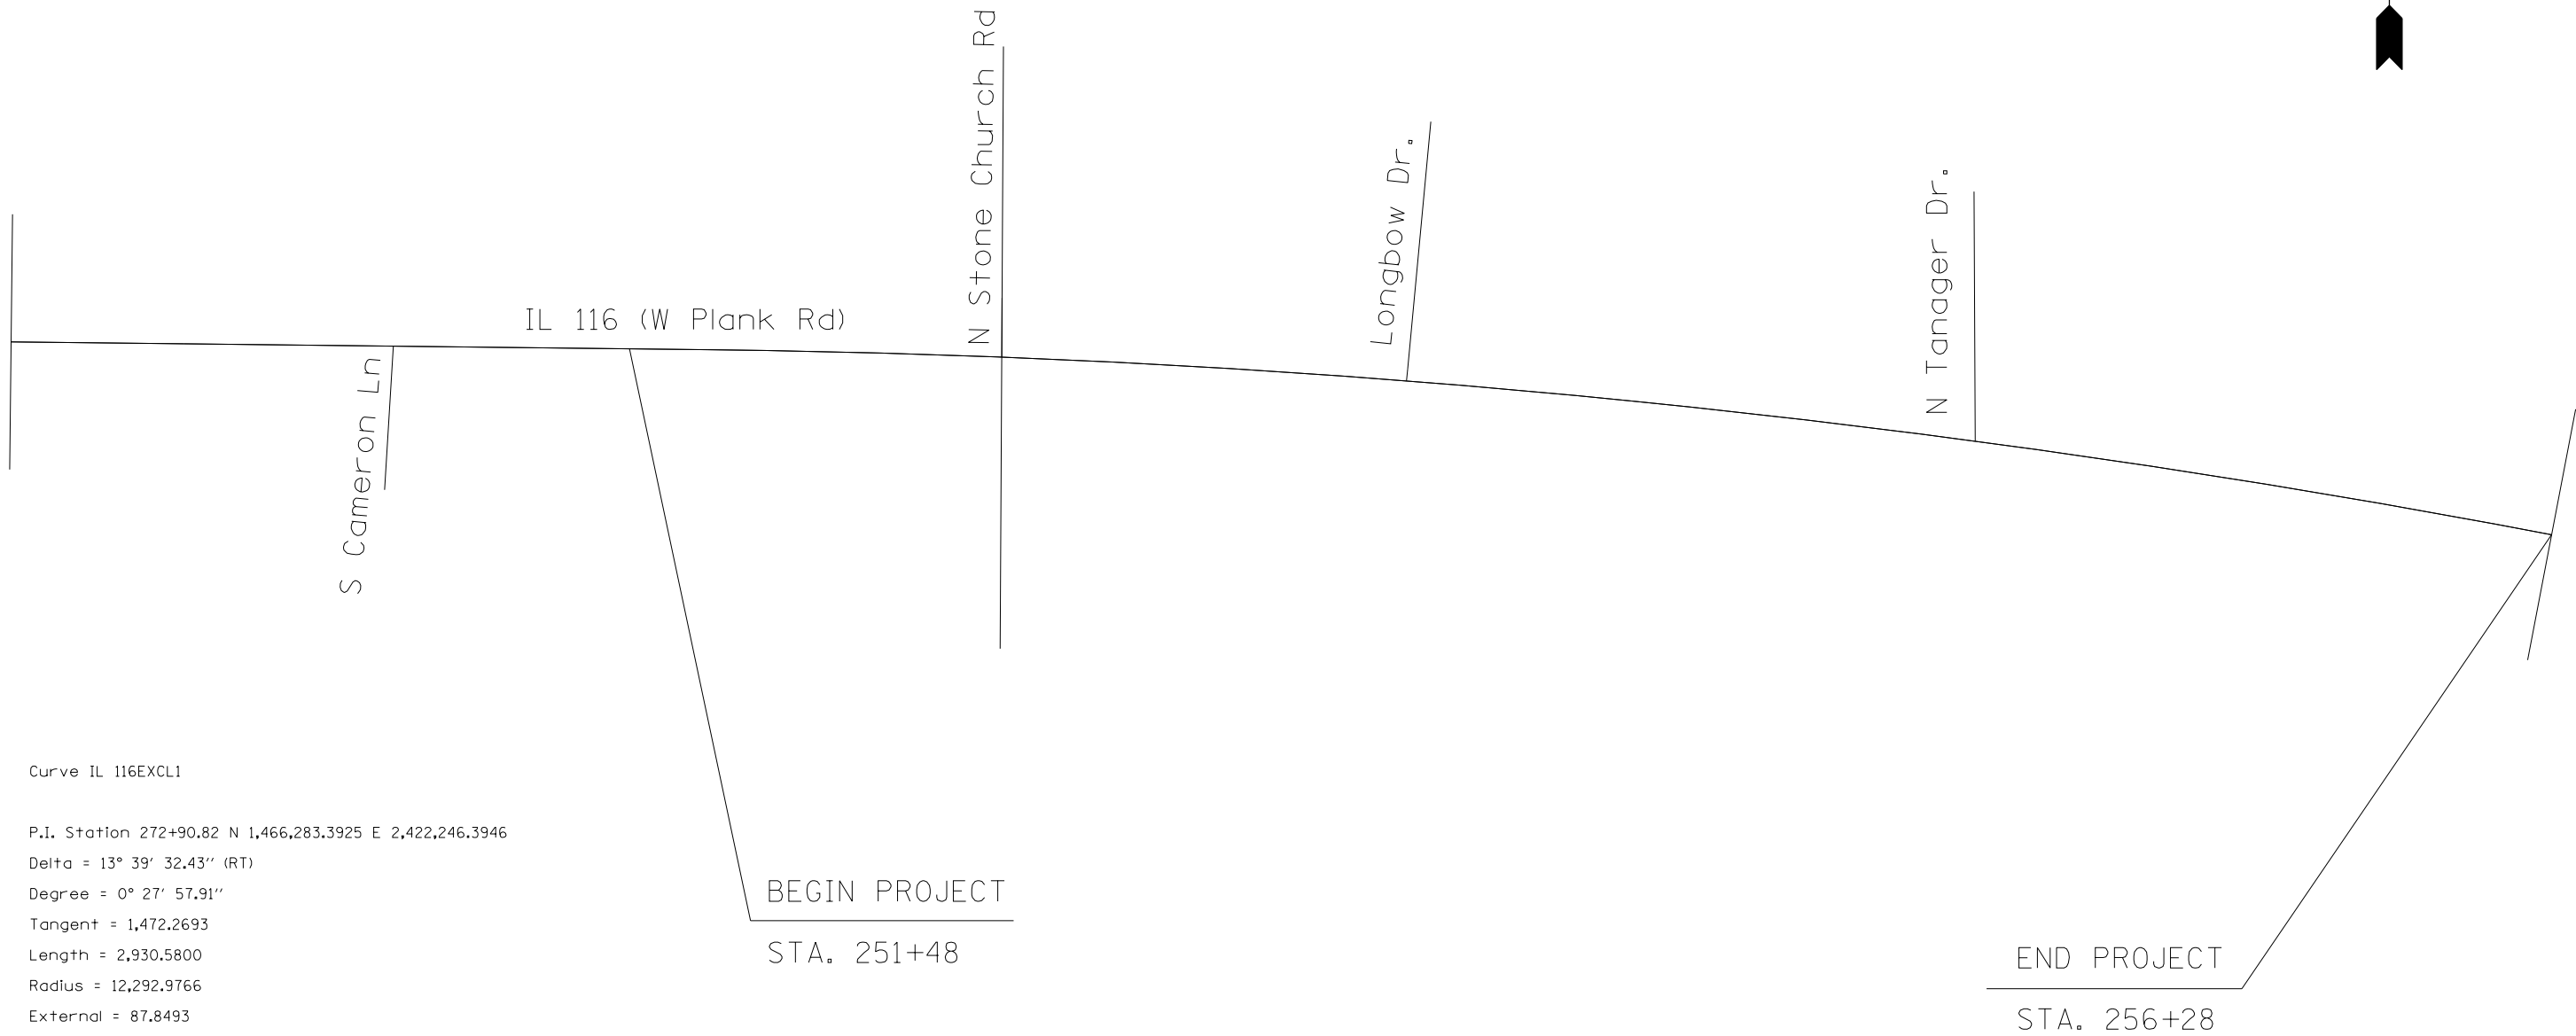 N Stone Church Rd
Longbow Dr.
N Tanager Dr.
IL 116 (W Plank Rd)
S Cameron Ln
Curve IL 116EXCL1
P.I. Station 272+90.82 N 1,466,283.3925 E 2,422,246.3946
Delta = 13° 39' 32.43'' (RT)
Degree = 0° 27' 57.91''
Tangent = 1,472.2693
Length = 2,930.5800
Radius = 12,292.9766
External = 87.8493
BEGIN PROJECT
STA. 251+48
END PROJECT
STA. 256+28